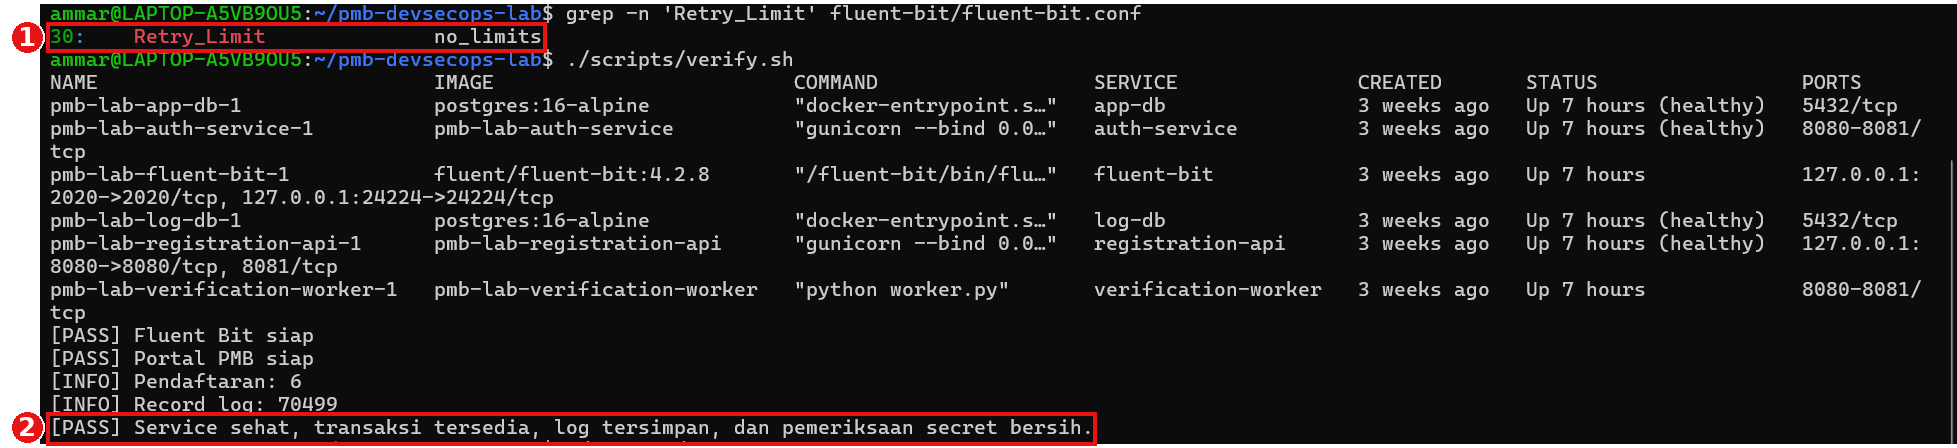 ammar@LAPTOP-A5VB9OU5:~/pmb-devsecops-lab$ grep -n 'Retry_Limit' fluent-bit/fluent-bit.conf
1 30:    Retry_Limit              no_limits
ammar@LAPTOP-A5VB9OU5:~/pmb-devsecops-lab$ ./scripts/verify.sh
NAME                            IMAGE                         COMMAND                  SERVICE               CREATED       STATUS                 PORTS
pmb-lab-app-db-1                postgres:16-alpine            "docker-entrypoint.s…"   app-db                3 weeks ago   Up 7 hours (healthy)   5432/tcp
pmb-lab-auth-service-1          pmb-lab-auth-service          "gunicorn --bind 0.0…"   auth-service          3 weeks ago   Up 7 hours (healthy)   8080-8081/
tcp
pmb-lab-fluent-bit-1            fluent/fluent-bit:4.2.8       "/fluent-bit/bin/flu…"   fluent-bit            3 weeks ago   Up 7 hours             127.0.0.1:
2020->2020/tcp, 127.0.0.1:24224->24224/tcp
pmb-lab-log-db-1                postgres:16-alpine            "docker-entrypoint.s…"   log-db                3 weeks ago   Up 7 hours (healthy)   5432/tcp
pmb-lab-registration-api-1      pmb-lab-registration-api      "gunicorn --bind 0.0…"   registration-api      3 weeks ago   Up 7 hours (healthy)   127.0.0.1:
8080->8080/tcp, 8081/tcp
pmb-lab-verification-worker-1   pmb-lab-verification-worker   "python worker.py"       verification-worker   3 weeks ago   Up 7 hours             8080-8081/
tcp
[PASS] Fluent Bit siap
[PASS] Portal PMB siap
[INFO] Pendaftaran: 6
[INFO] Record log: 70499
2 [PASS] Service sehat, transaksi tersedia, log tersimpan, dan pemeriksaan secret bersih.